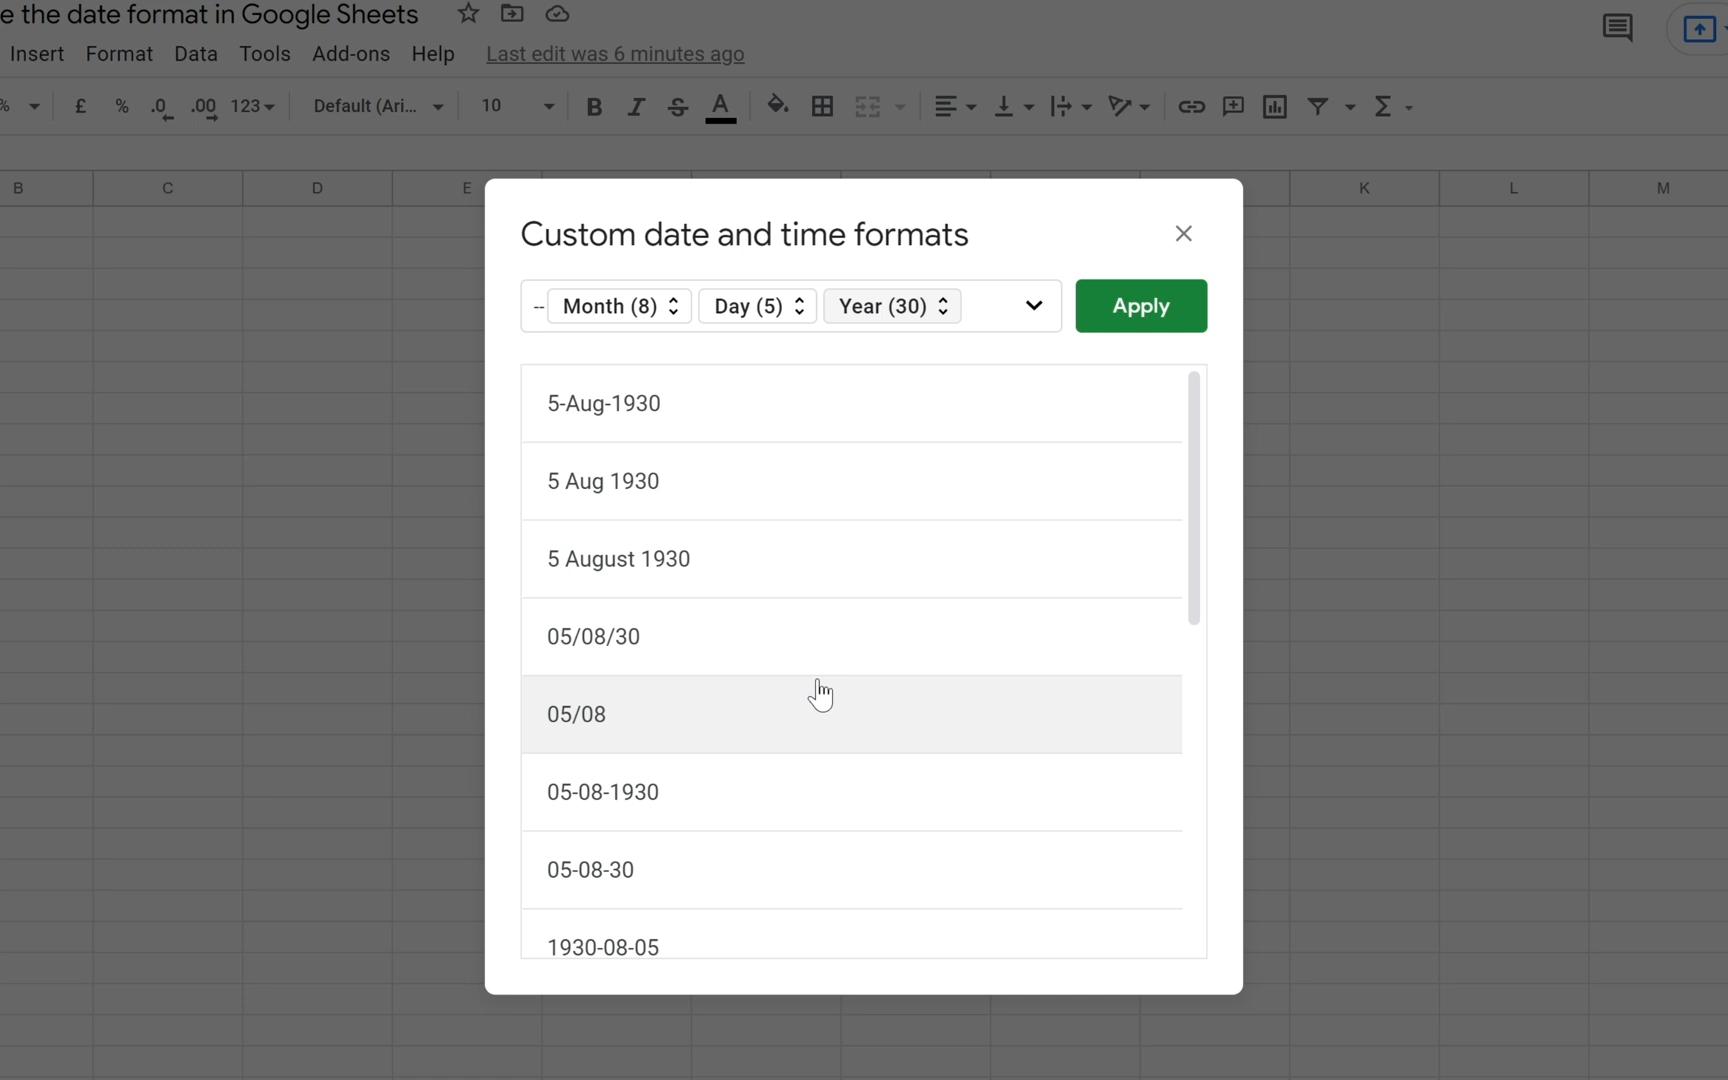 e the date format in Google Sheets
Insert Format Data Tools Add-ons Help Last edit was 6 minutes ago
% £ % .0 .00 123 Default (Ari... 10 B I S A Σ
B C D E K L M
Custom date and time formats
-- Month (8) Day (5) Year (30) Apply
5-Aug-1930
5 Aug 1930
5 August 1930
05/08/30
05/08
05-08-1930
05-08-30
1930-08-05